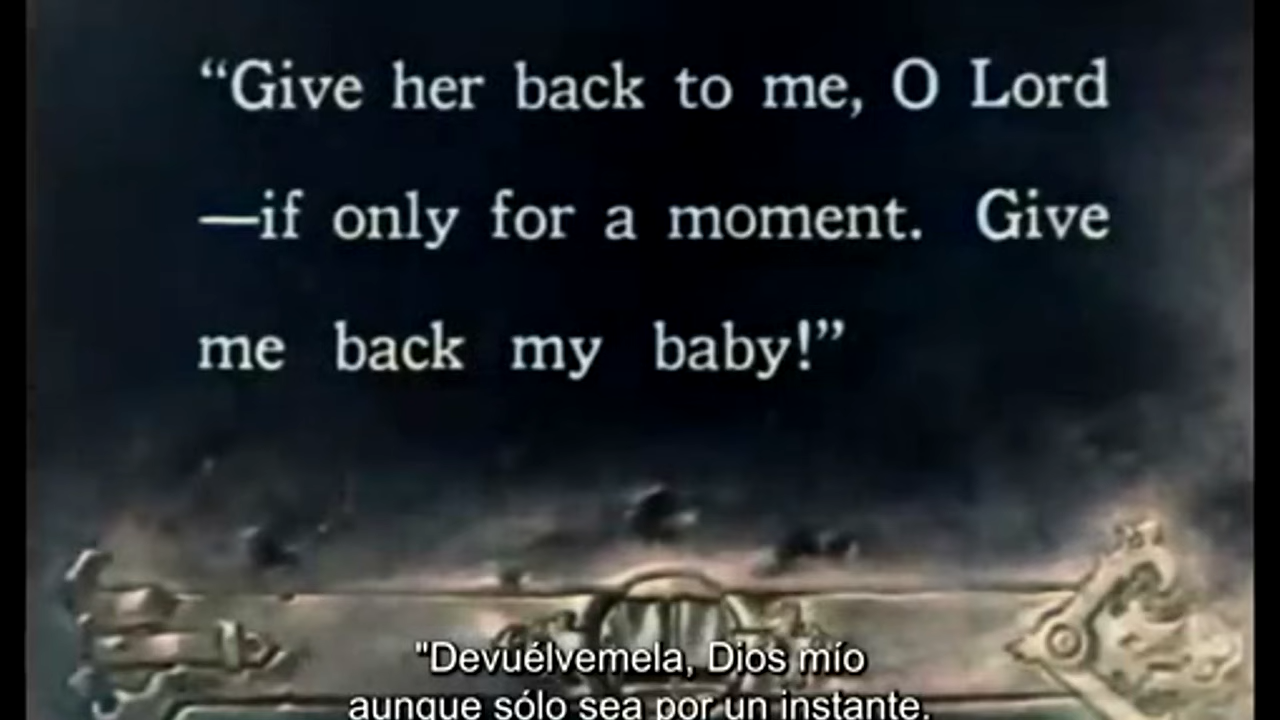 “Give her back to me, O Lord
—if only for a moment. Give
me back my baby!”
"Devuélvemela, Dios mío
aunque sólo sea por un instante.